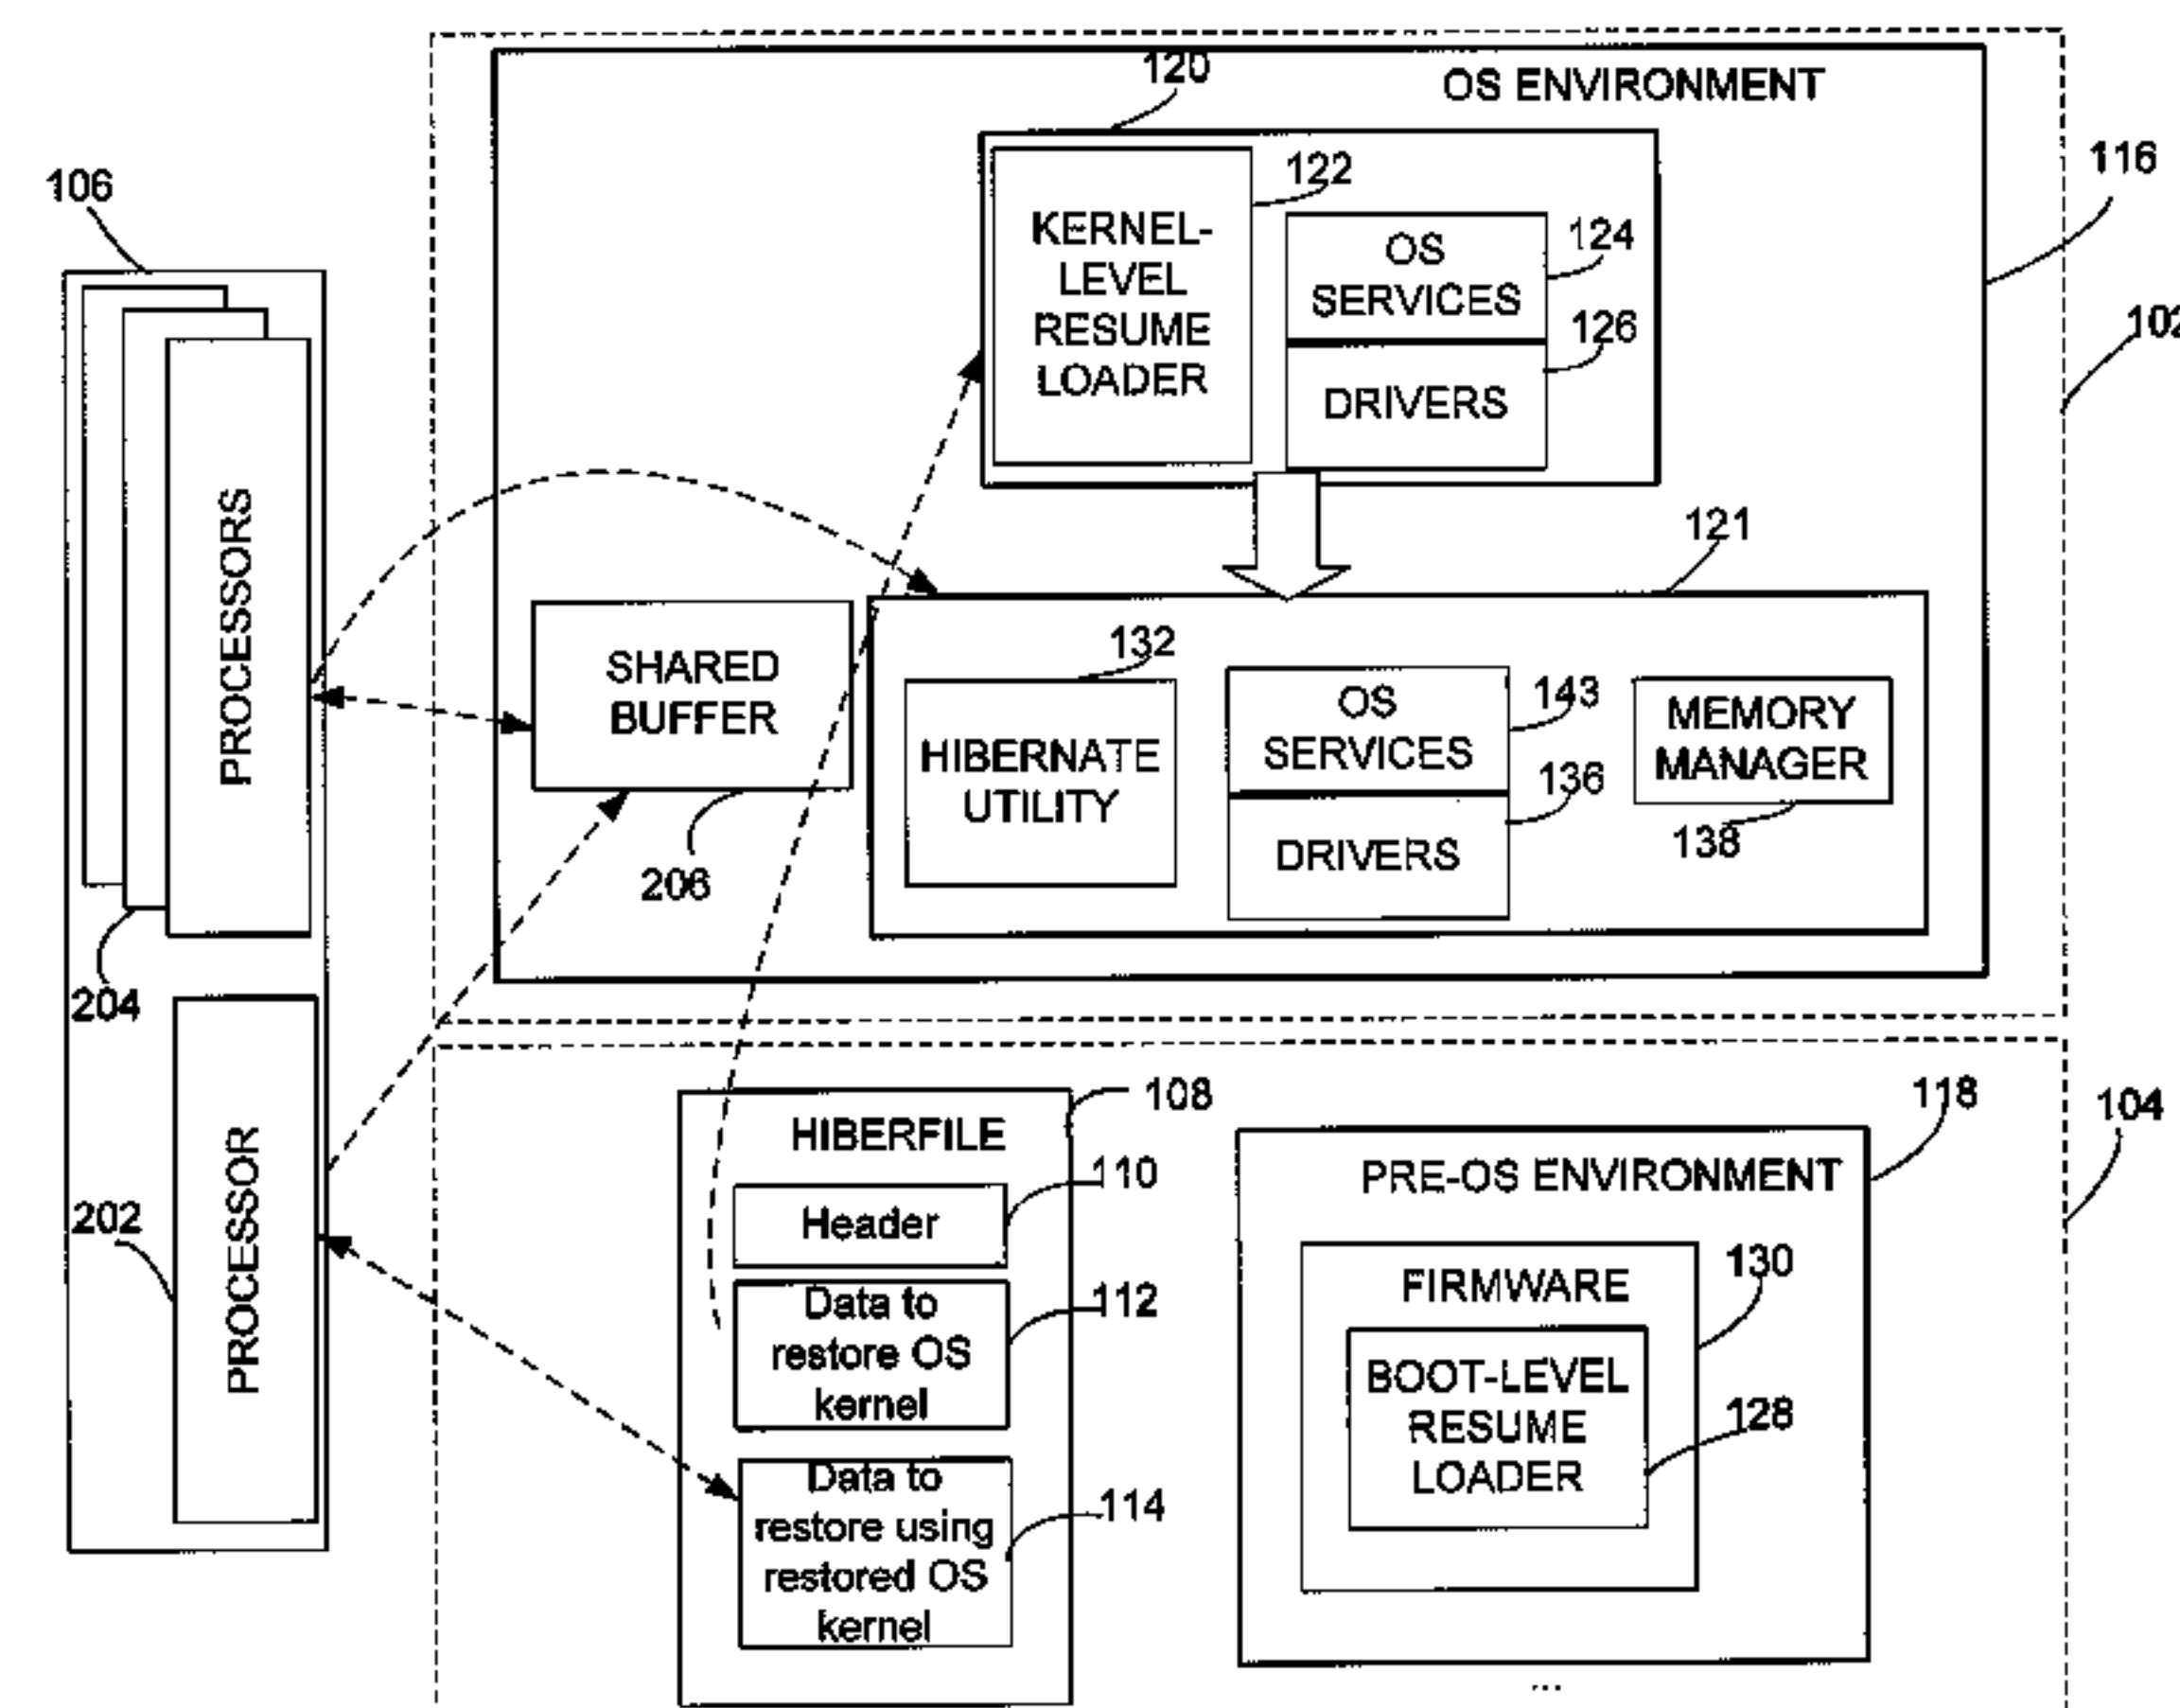 120
OS ENVIRONMENT
116
102
106
122
KERNEL-
LEVEL
RESUME
LOADER
124
OS
SERVICES
126
DRIVERS
PROCESSORS
121
SHARED
BUFFER
206
132
HIBERNATE
UTILITY
143
OS
SERVICES
136
DRIVERS
MEMORY
MANAGER
138
204
202
PROCESSOR
108
HIBERFILE
110
Header
112
Data to
restore OS
kernel
114
Data to
restore using
restored OS
kernel
118
104
PRE-OS ENVIRONMENT
130
FIRMWARE
BOOT-LEVEL
RESUME
LOADER
128
...